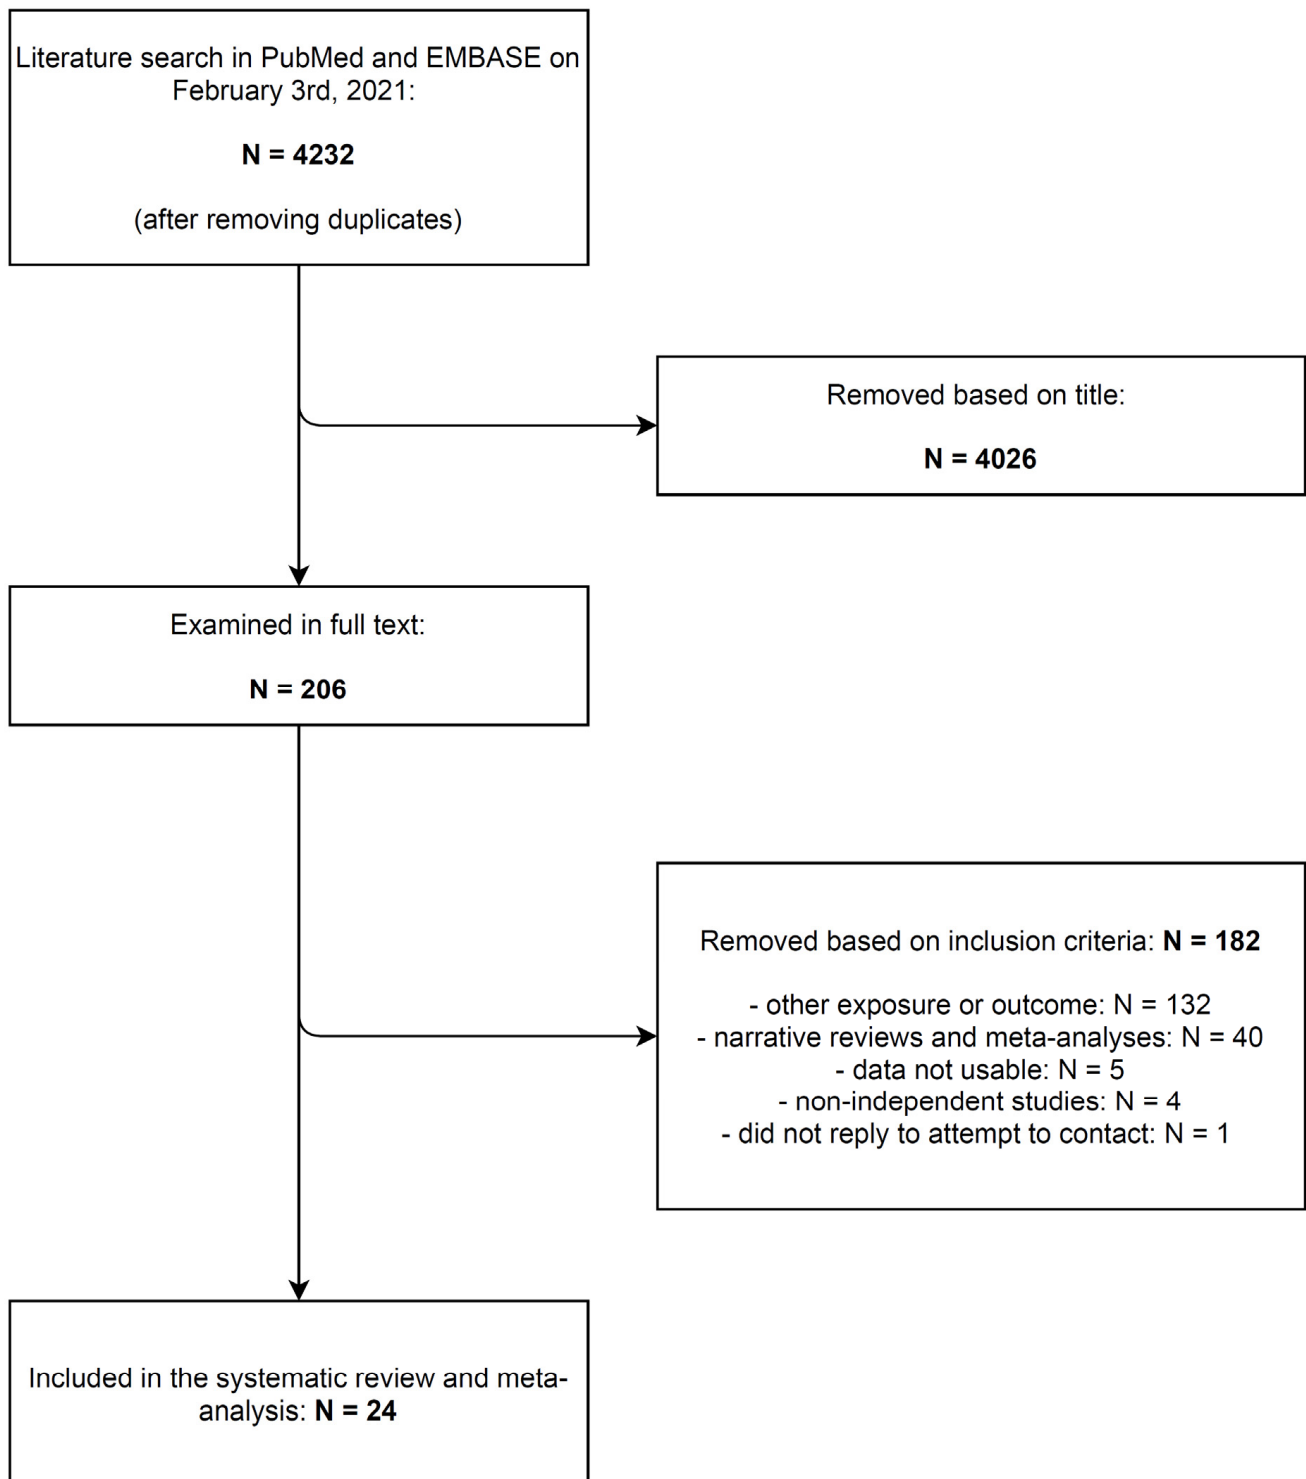 Literature search in PubMed and EMBASE on
February 3rd, 2021:
N = 4232
(after removing duplicates)
Removed based on title:
N = 4026
Examined in full text:
N = 206
Removed based on inclusion criteria: N = 182
- other exposure or outcome: N = 132
- narrative reviews and meta-analyses: N = 40
- data not usable: N = 5
- non-independent studies: N = 4
- did not reply to attempt to contact: N = 1
Included in the systematic review and meta-
analysis: N = 24